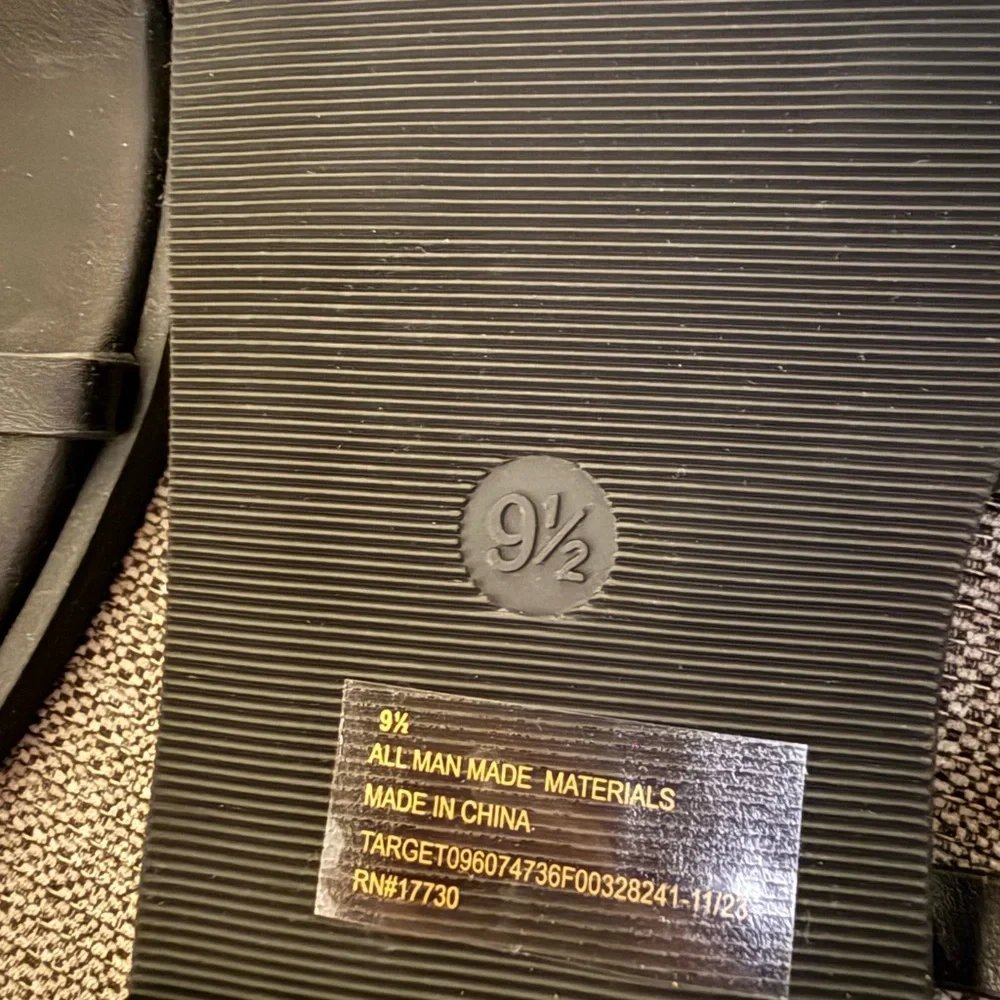 9½
9½
ALL MAN MADE MATERIALS
MADE IN CHINA.
TARGET096074736F00328241-11/23
RN#17730